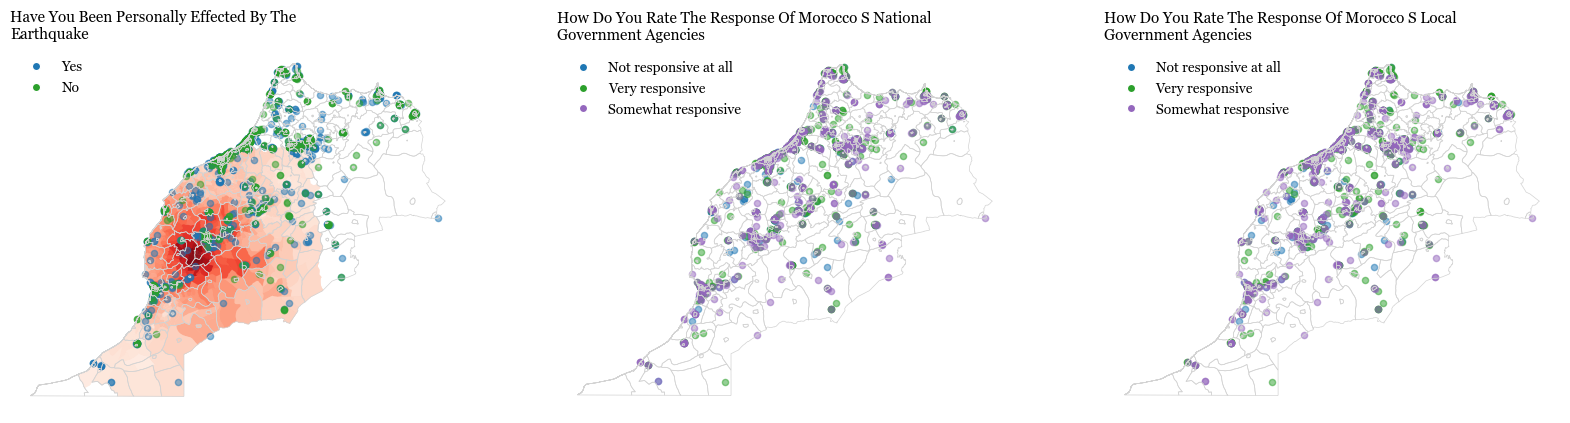 Have You Been Personally Effected By The
Earthquake
Yes
No
How Do You Rate The Response Of Morocco S National
Government Agencies
Not responsive at all
Very responsive
Somewhat responsive
How Do You Rate The Response Of Morocco S Local
Government Agencies
Not responsive at all
Very responsive
Somewhat responsive